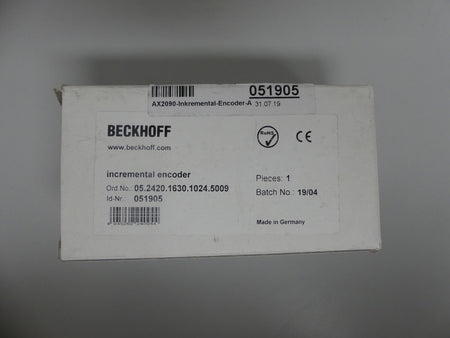 051905
AX2090-Inkremental-Encoder-A 31.07.19
BECKHOFF
www.beckhoff.com
RoHS
CE
incremental encoder
Ord.No.: 05.2420.1630.1024.5009
Id-Nr.: 051905
Pieces: 1
Batch No.: 19/04
Made in Germany